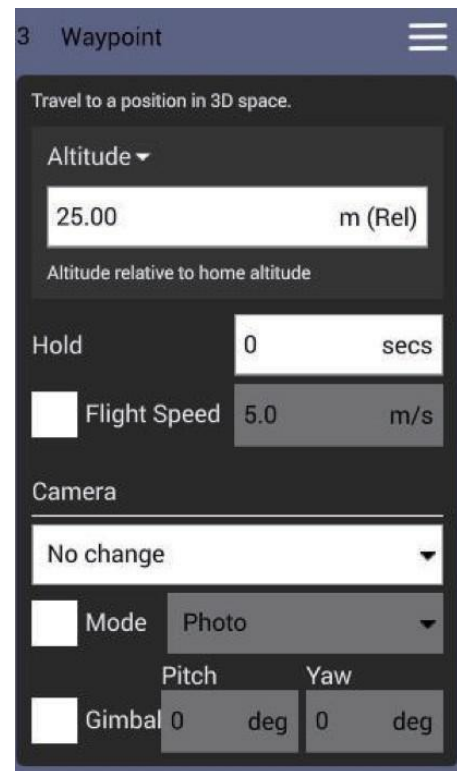 3 Waypoint
Travel to a position in 3D space.
Altitude
25.00 m (Rel)
Altitude relative to home altitude
Hold 0 secs
Flight Speed 5.0 m/s
Camera
No change
Mode Photo
Pitch Yaw
Gimbal 0 deg 0 deg